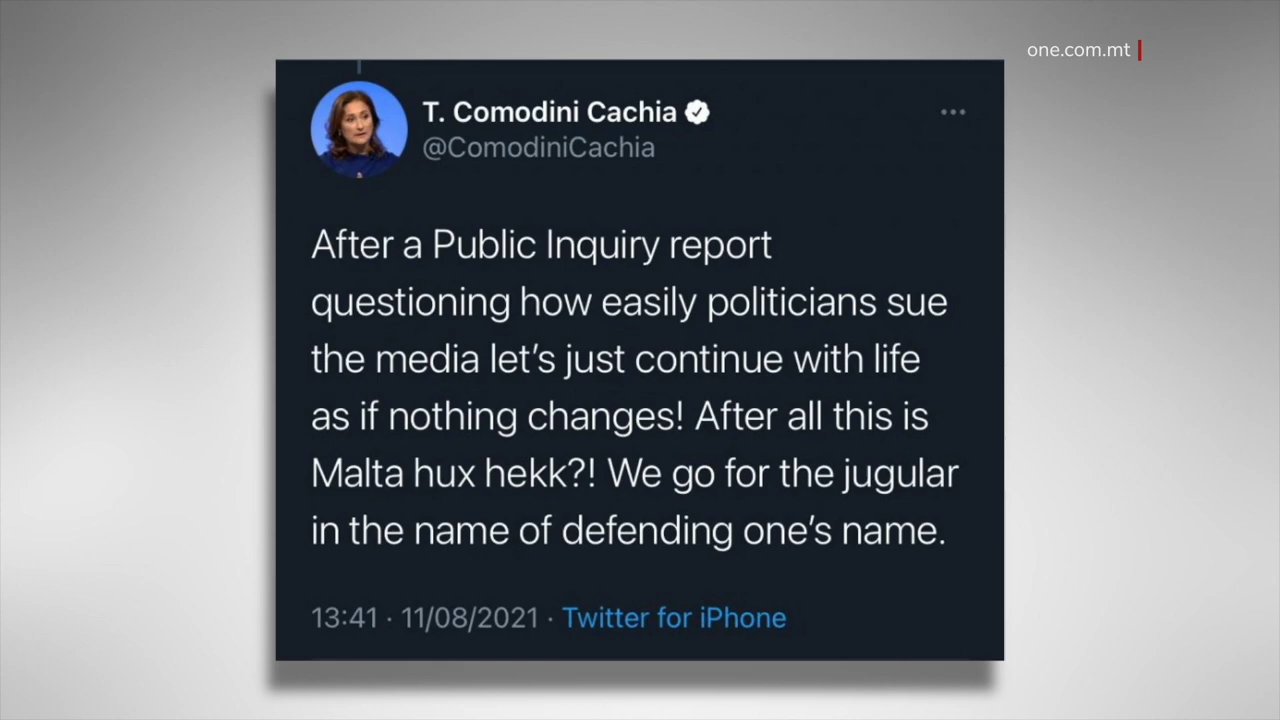 one.com.mt
T. Comodini Cachia
@ComodiniCachia
After a Public Inquiry report
questioning how easily politicians sue
the media let’s just continue with life
as if nothing changes! After all this is
Malta hux hekk?! We go for the jugular
in the name of defending one’s name.
13:41 · 11/08/2021 · Twitter for iPhone